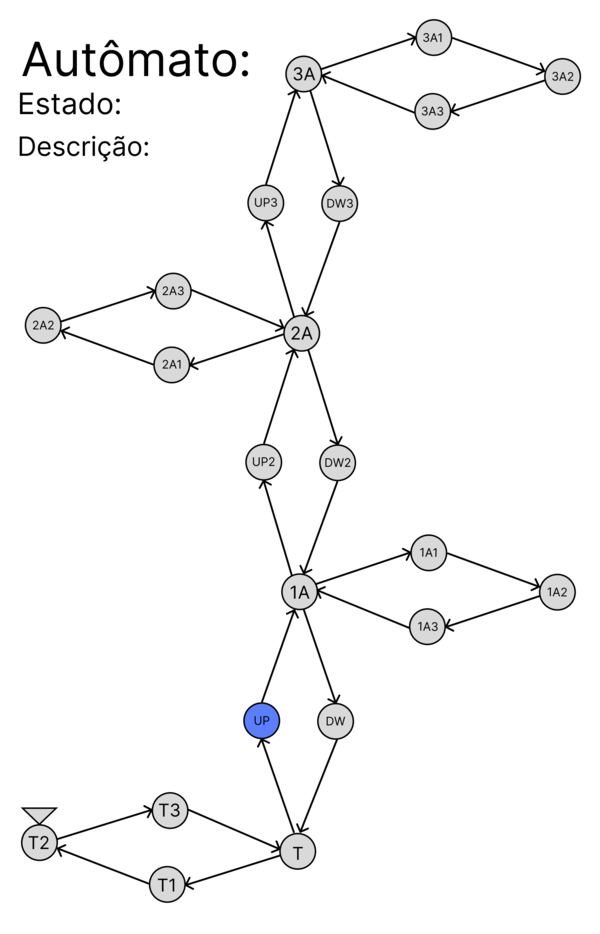 Autômato:
Estado:
Descrição:
3A1
3A
3A2
3A3
UP3
DW3
2A3
2A2
2A
2A1
UP2
DW2
1A1
1A
1A2
1A3
UP
DW
T3
T2
T
T1